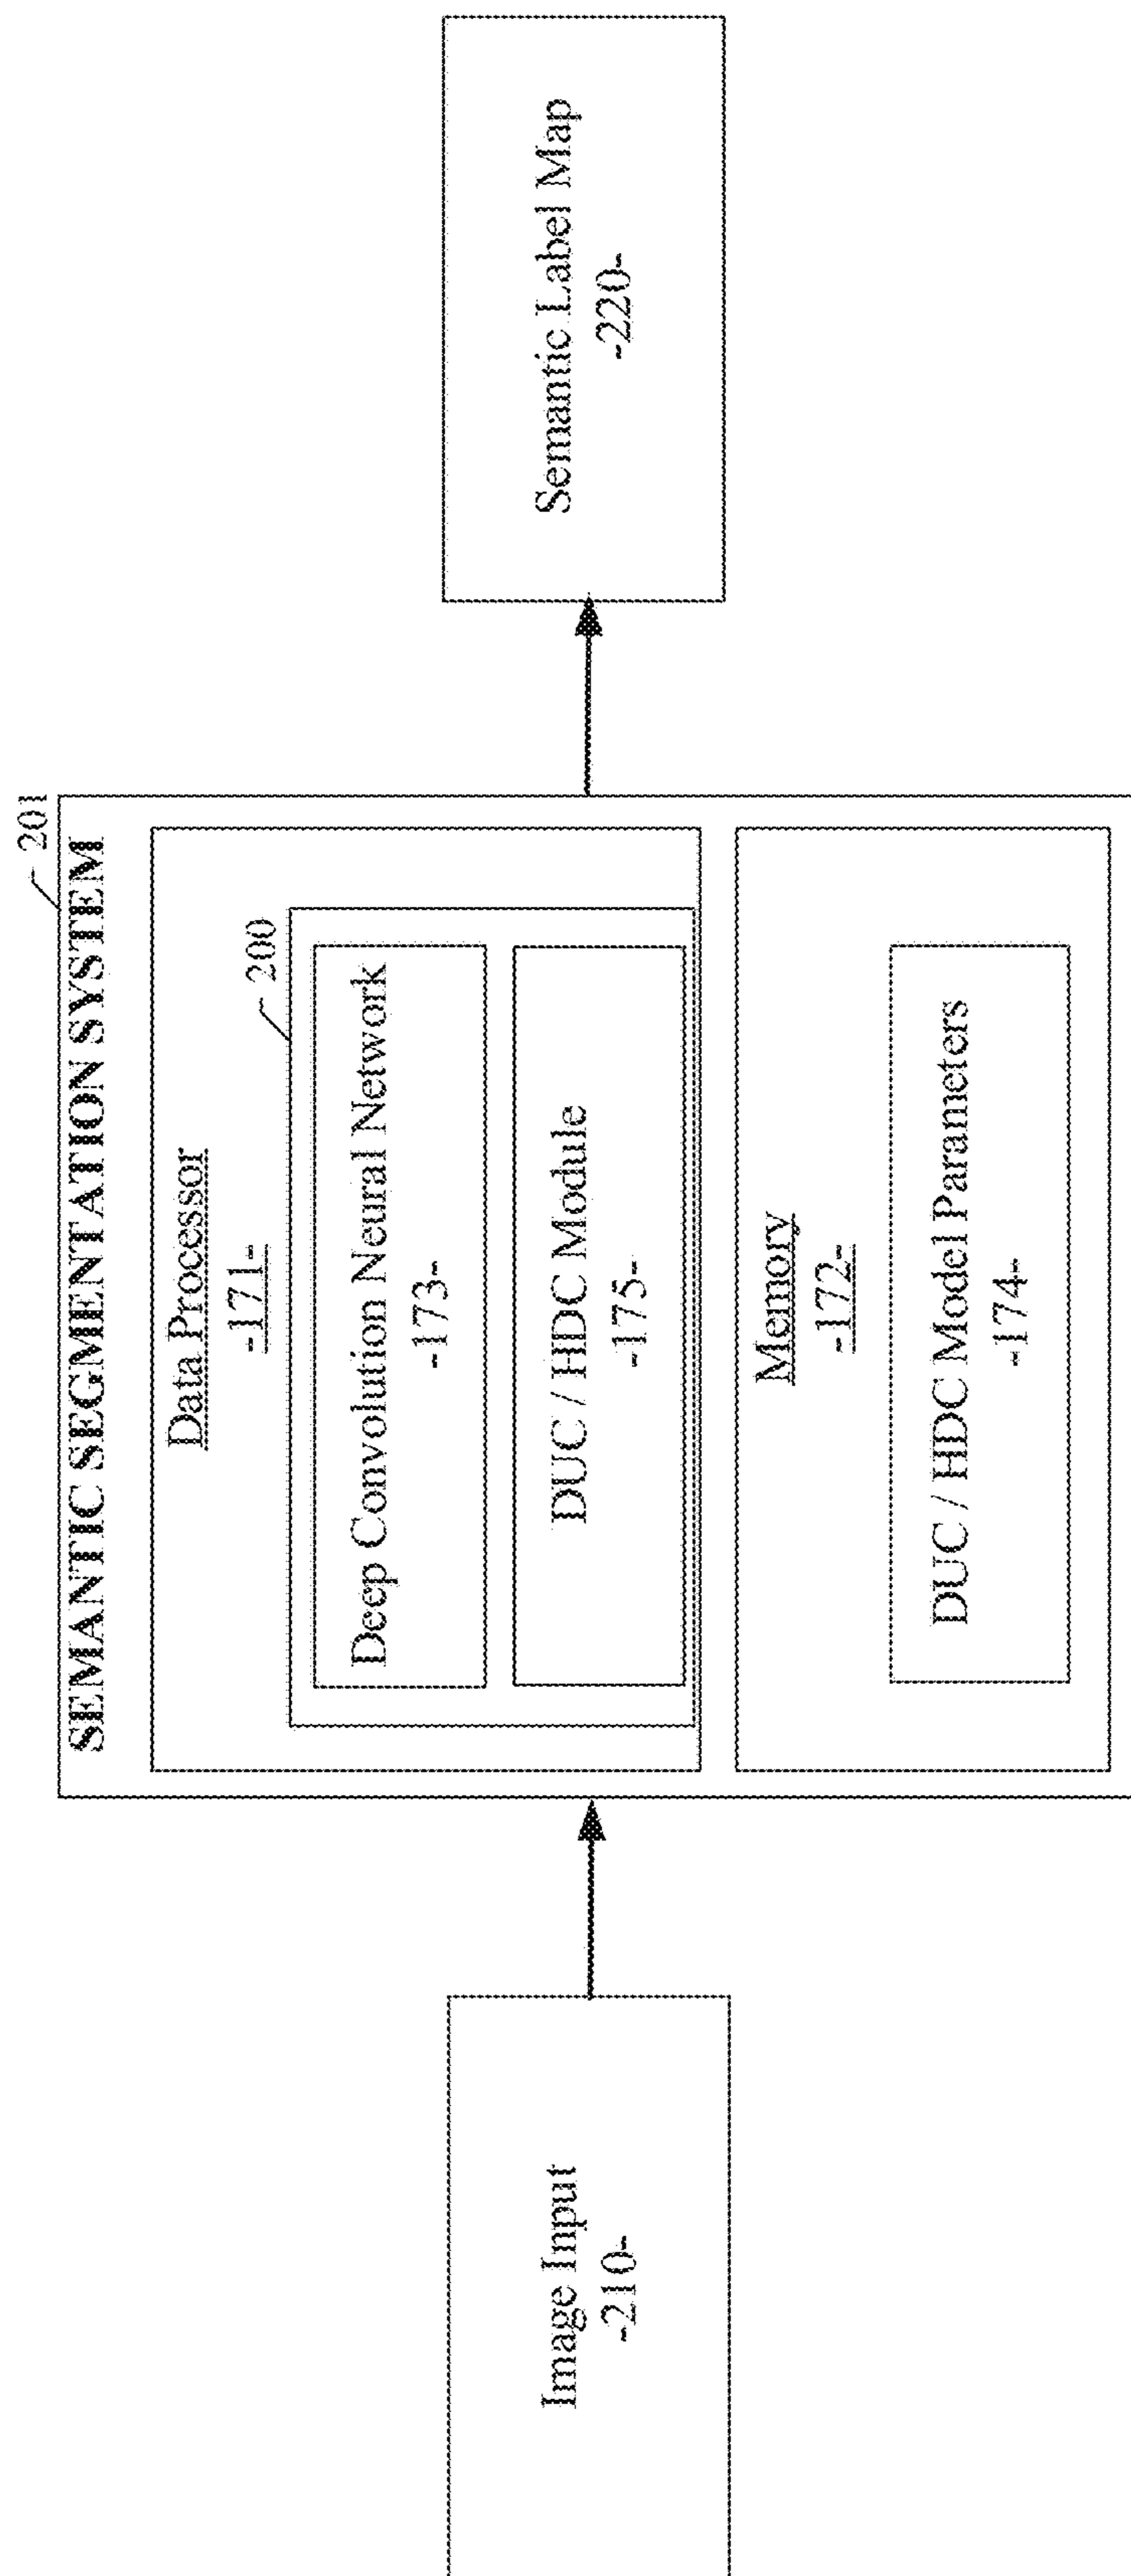 Image Input
-210-
201
SEMANTIC SEGMENTATION SYSTEM
Data Processor
-171-
200
Deep Convolution Neural Network
-173-
DUC / HDC Module
-175-
Memory
-172-
DUC / HDC Model Parameters
-174-
Semantic Label Map
-220-